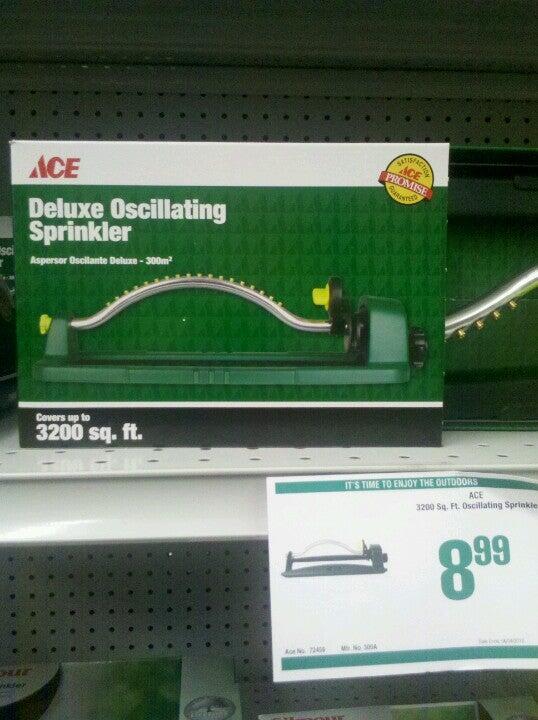 ACE
SATISFACTION
ACE
PROMISE
GUARANTEED
Deluxe Oscillating
Sprinkler
Aspersor Oscilante Deluxe - 300m²
Covers up to
3200 sq. ft.
IT'S TIME TO ENJOY THE OUTDOORS
ACE
3200 Sq. Ft. Oscillating Sprinkle
8⁹⁹
Ace No. 72459 Mfr. No. 300A